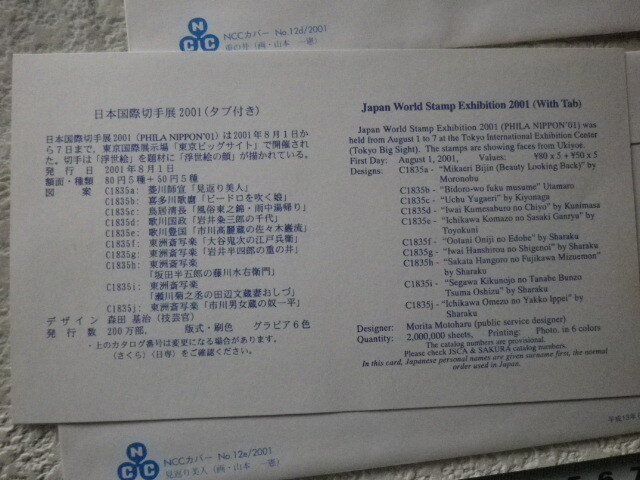 NCC
NCCカバー No.12d/2001
日本国際切手展2001(タブ付き)
日本国際切手展2001 (PHILA NIPPON'01) は2001年8月1日か
ら7日まで、東京国際展示場「東京ビッグサイト」で開催され
た。切手は「浮世絵」を題材に「浮世絵の顔」が描かれている。
発 行 日 2001年8月1日
額面・種類 80円5種+50円5種
図 案 C1835a: 菱川師宣「見返り美人」
C1835b: 喜多川歌麿「ビードロを吹く娘」
C1835c: 鳥居清長「風俗東之錦・雨中湯帰り」
C1835d: 歌川国政「岩井粂三郎の千代」
C1835e: 歌川豊国「市川高麗蔵の佐々木巌流」
C1835f: 東洲斎写楽「大谷鬼次の江戸兵衛」
C1835g: 東洲斎写楽「岩井半四郎の重の井」
C1835h: 東洲斎写楽
「坂田半五郎の藤川水右衛門」
C1835i: 東洲斎写楽
「瀬川菊之丞の田辺文蔵妻おしづ」
C1835j: 東洲斎写楽「市川男女蔵の奴一平」
デザイン 森田 基治(技芸官)
発 行 数 200万部、 版式・刷色 グラビア6色
・上のカタログ番号は変更になる場合があります。
(さくら)(日専)をご確認ください。
Japan World Stamp Exhibition 2001 (With Tab)
Japan World Stamp Exhibition 2001 (PHILA NIPPON '01) was
held from August 1 to 7 at the Tokyo International Exhibition Center
(Tokyo Big Sight). The stamps are showing faces from Ukiyoe.
First Day: August 1, 2001, Values: ¥80 x 5 + ¥50 x 5
Designs: C1835a - "Mikaeri Bijin (Beauty Looking Back)" by
Moronobu
C1835b - "Bidoro-wo fuku musume" Utamaro
C1835c - "Uchu Yugaeri" by Kiyonaga
C1835d - "Iwai Kumesaburo no Chiyo" by Kunimasa
C1835e - "Ichikawa Komazo no Sasaki Ganryu" by
Toyokuni
C1835f - "Ootani Oniji no Edobe" by Sharaku
C1835g - "Iwai Hanshirou no Shigenoi" by Sharaku
C1835h - "Sakata Hanguro no Fujikawa Mizuemon"
by Sharaku
C1835i - "Segawa Kikunojo no Tanabe Bunzo
Tsuma Oshizu" by Sharaku
C1835j - "Ichikawa Omezo no Yakko Ippei" by
Sharaku
Designer: Morita Motoharu (public service designer)
Quantity: 2,000,000 sheets, Printing: Photo. in 6 colors
The catalog numbers are provisional.
Please check JSCA & SAKURA catalog numbers.
In this card, Japanese personal names are given surname first, the normal
order used in Japan.
NCC
NCCカバー No.12e/2001
見返り美人(画・山本 一憲)